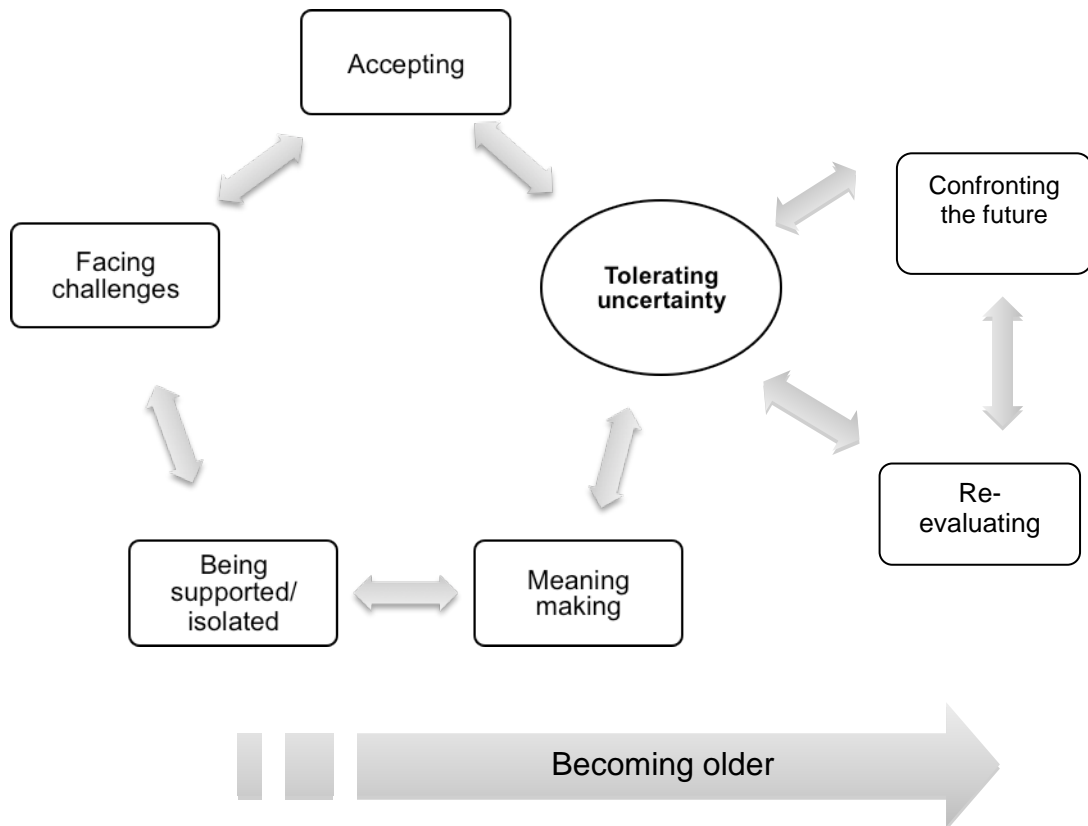 Accepting
Confronting
the future
Facing
challenges
Tolerating
uncertainty
Re-
evaluating
Being
supported/
isolated
Meaning
making
Becoming older